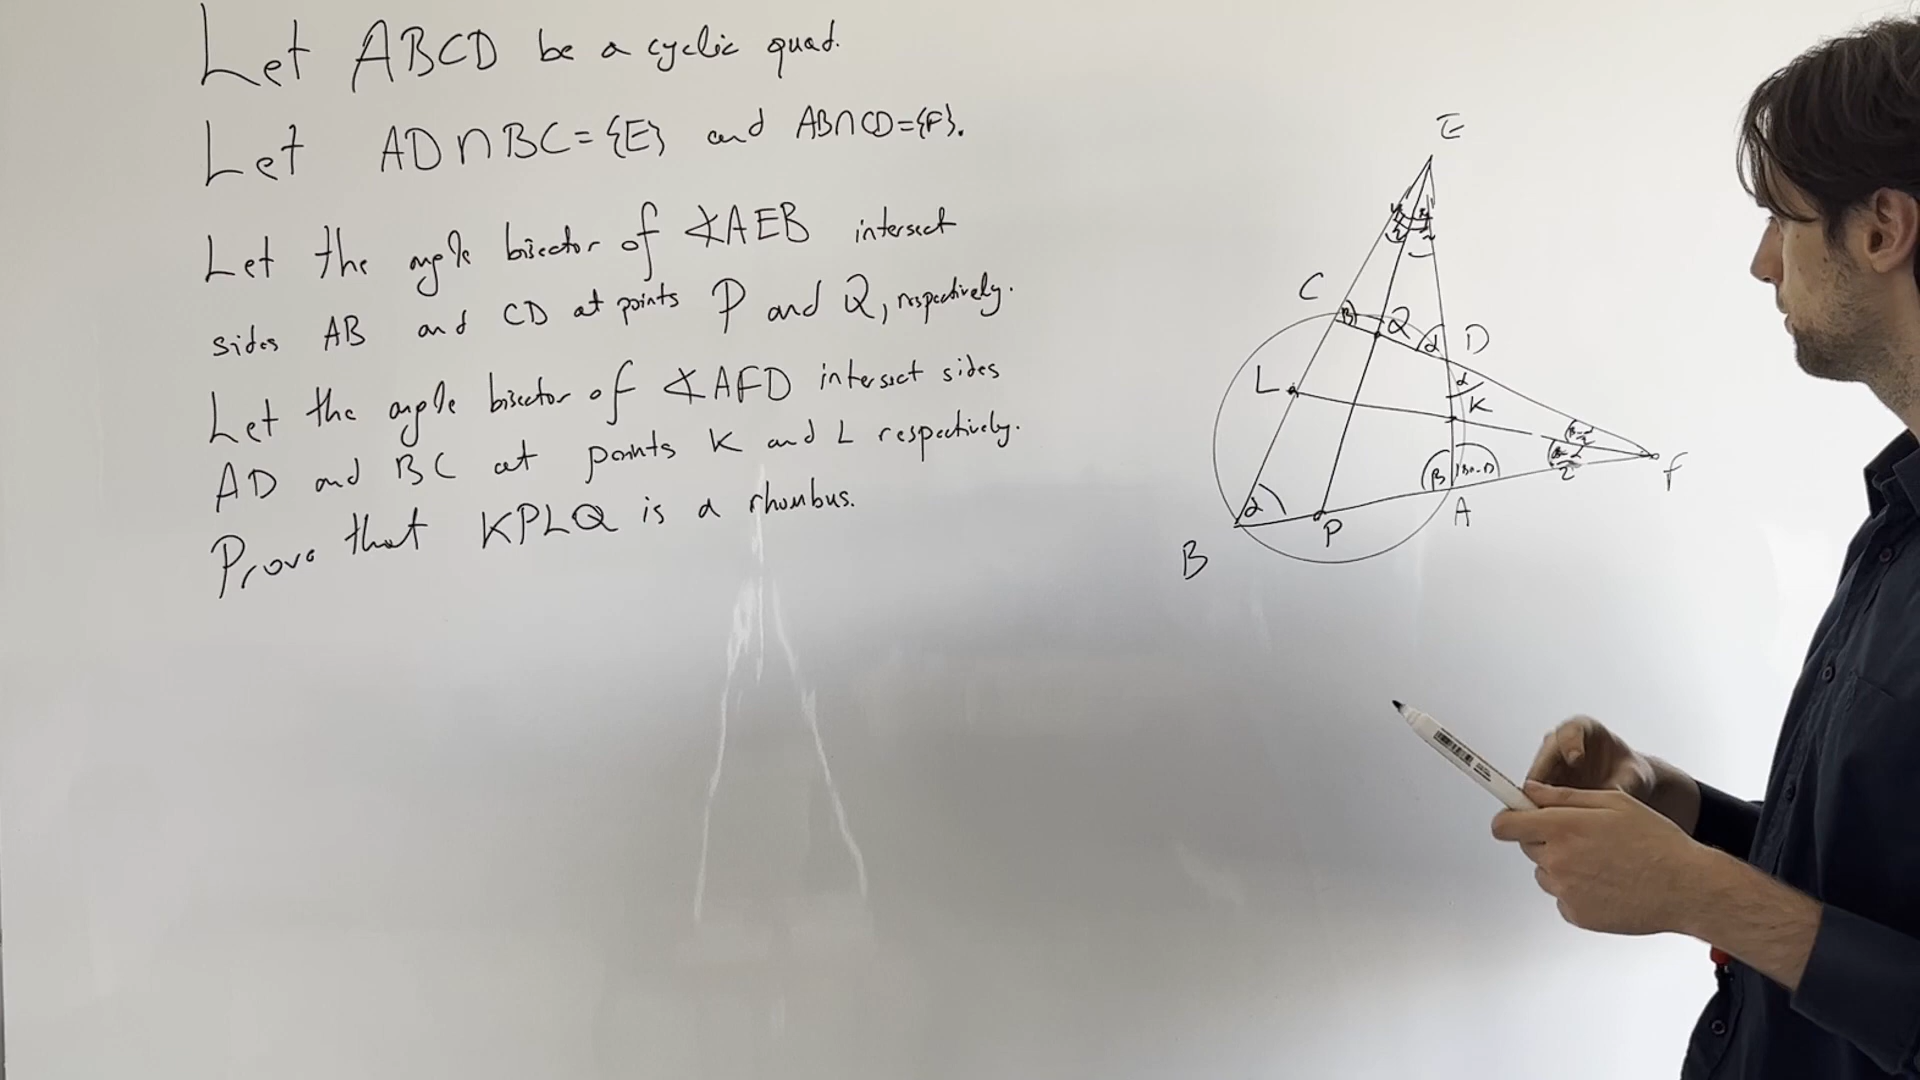 Let ABCD be a cyclic quad.
Let AD∩BC={E} and AB∩CD={F}.
Let the angle bisector of ∢AEB intersect
sides AB and CD at points P and Q, respectively.
Let the angle bisector of ∢AFD intersect sides
AD and BC at points K and L respectively.
Prove that KPLQ is a rhombus.
E
C
Q
D
β
α
L
α
K
F
β
180-β
α
A
P
B